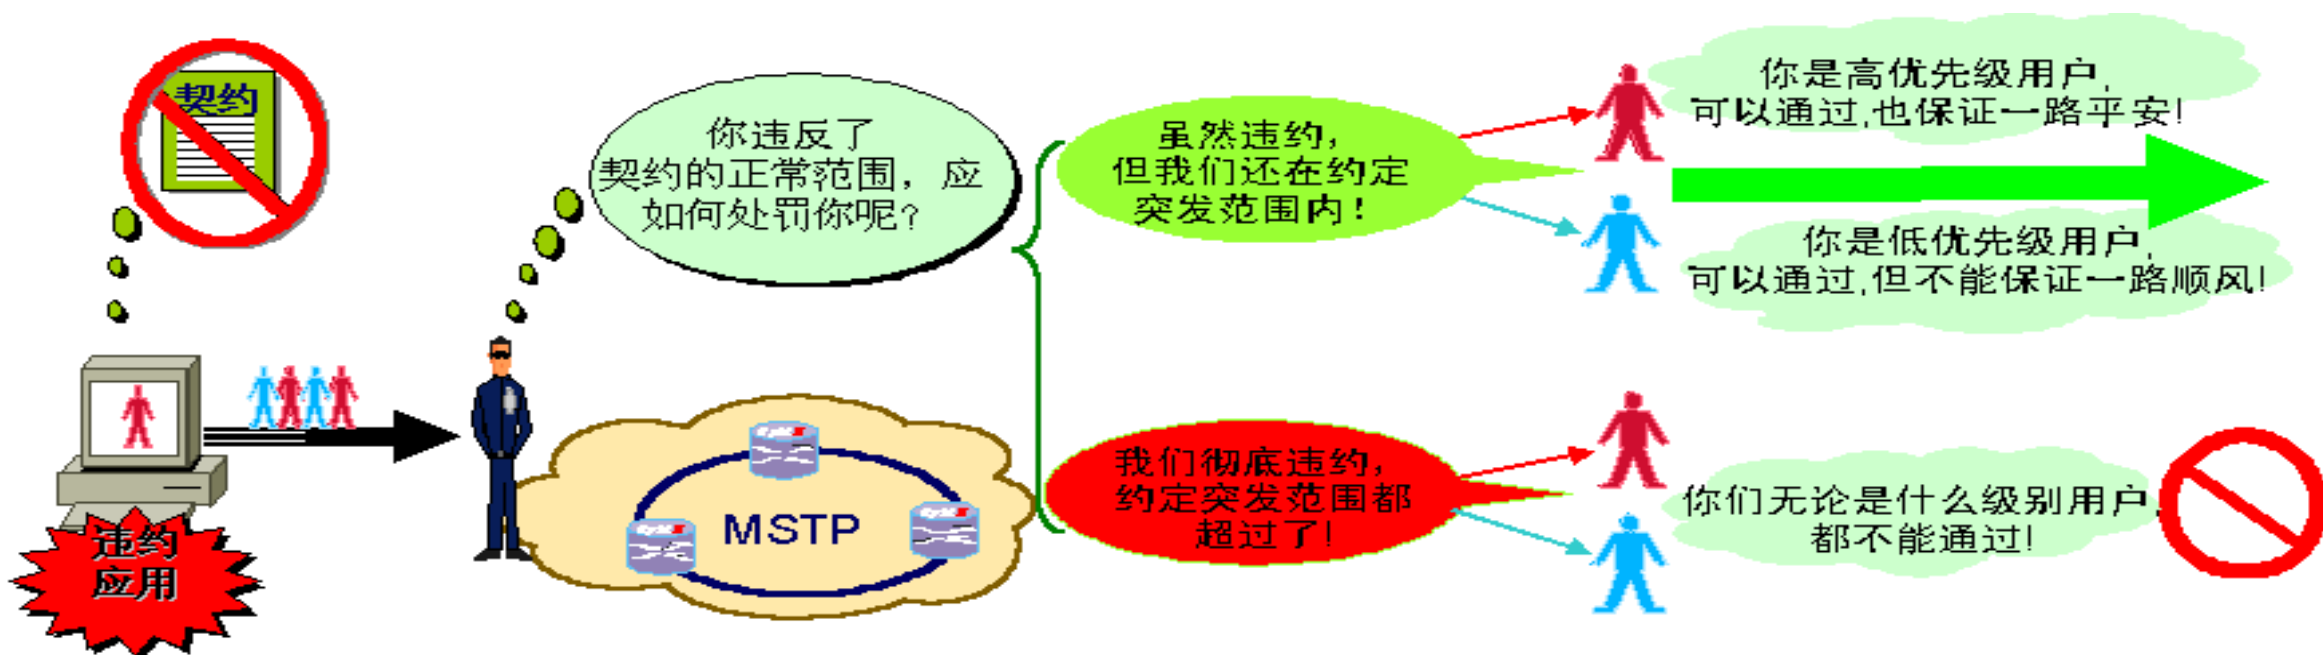 契约
违约
应用
你违反了
契约的正常范围，应
如何处罚你呢?
MSTP
虽然违约，
但我们还在约定
突发范围内！
你是高优先级用户,
可以通过,也保证一路平安!
你是低优先级用户,
可以通过,但不能保证一路顺风!
我们彻底违约，
约定突发范围都
超过了!
你们无论是什么级别用户,
都不能通过!